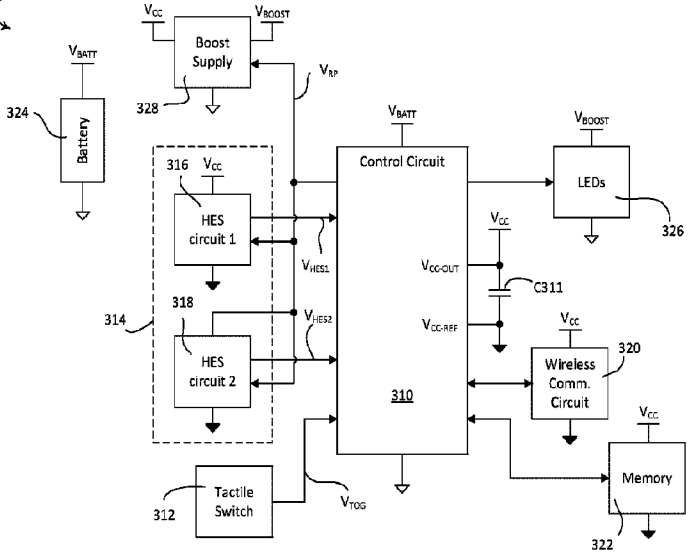 VCC
VBOOST
Boost
Supply
328
VRP
VBATT
324
Battery
VBATT
Control Circuit
VBOOST
LEDs
326
316
VCC
HES
circuit 1
VHES1
VCC
VCC-OUT
C311
VCC-REF
314
318
VHES2
HES
circuit 2
310
VCC
320
Wireless
Comm.
Circuit
VCC
Memory
322
312
Tactile
Switch
VTOG